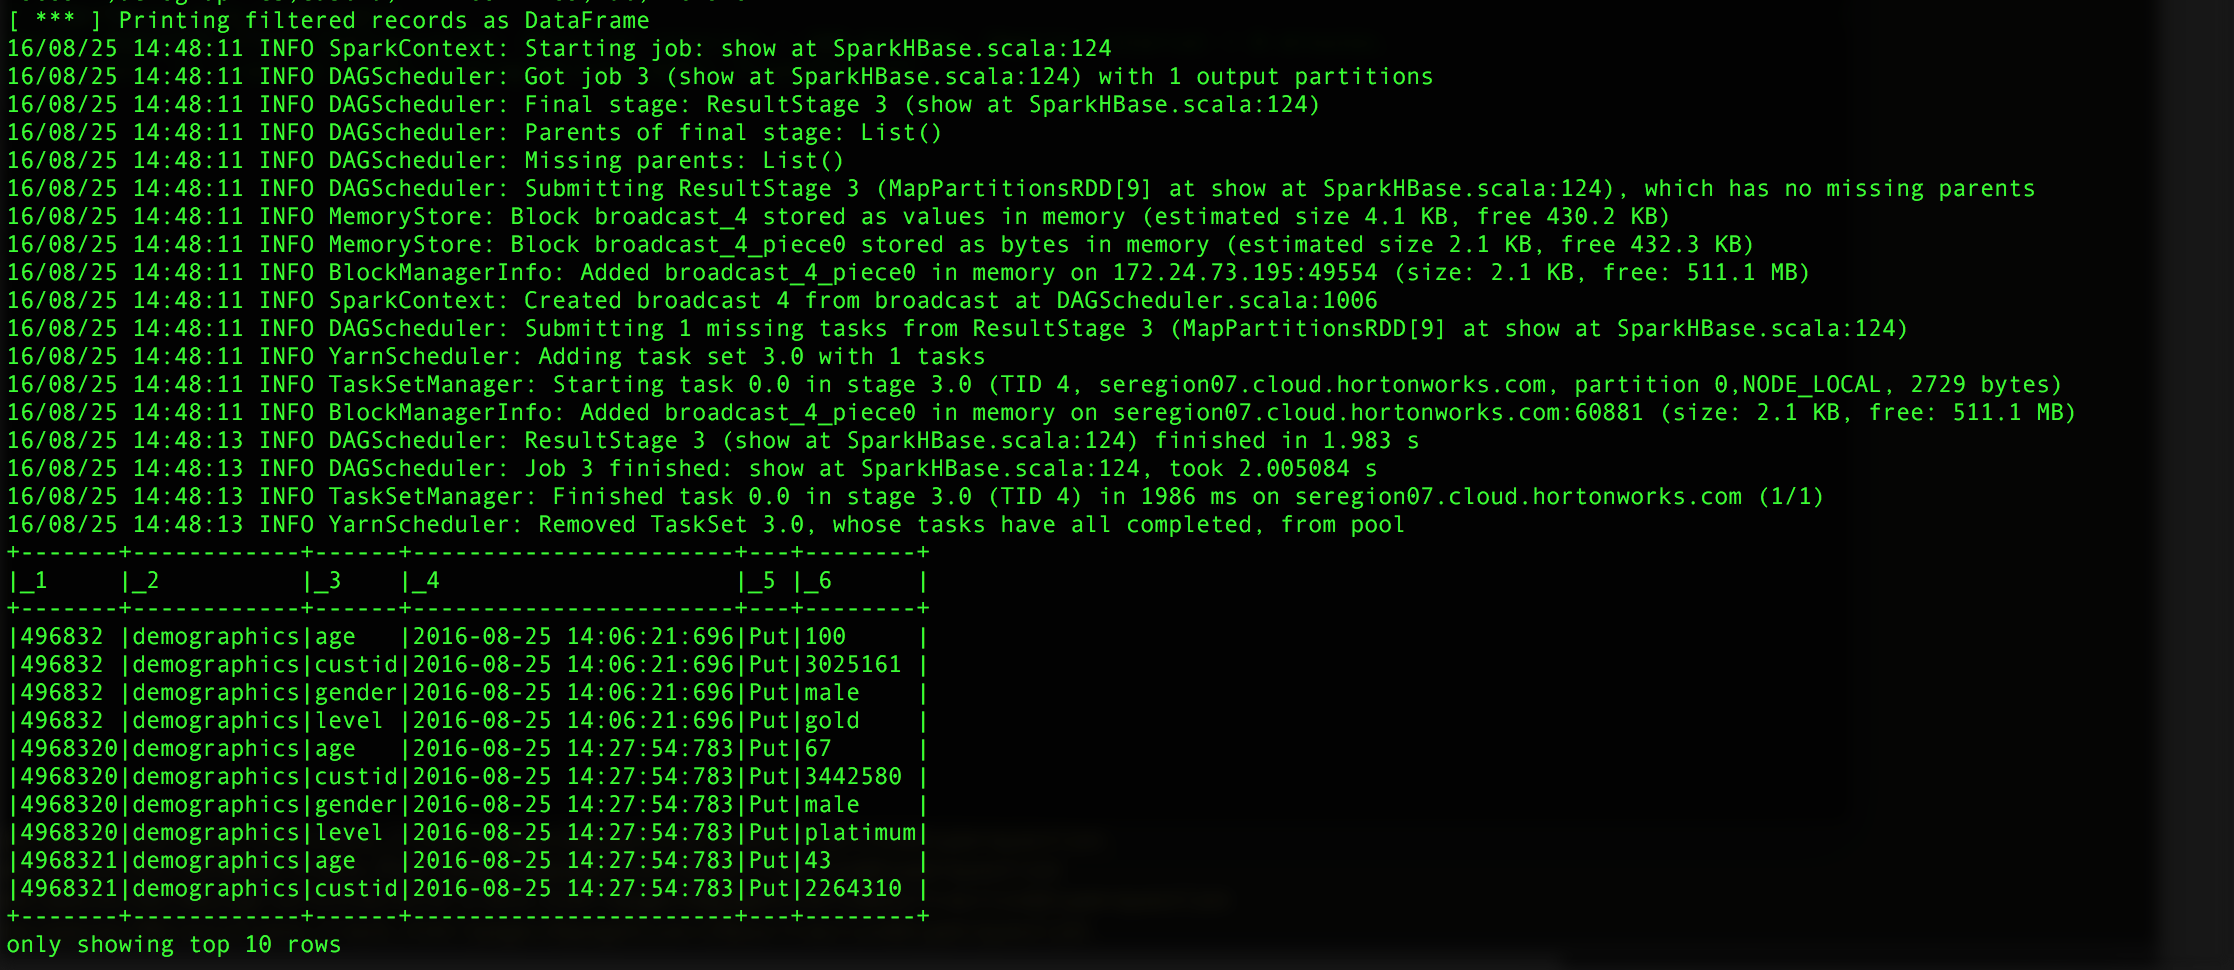 [ *** ] Printing filtered records as DataFrame
16/08/25 14:48:11 INFO SparkContext: Starting job: show at SparkHBase.scala:124
16/08/25 14:48:11 INFO DAGScheduler: Got job 3 (show at SparkHBase.scala:124) with 1 output partitions
16/08/25 14:48:11 INFO DAGScheduler: Final stage: ResultStage 3 (show at SparkHBase.scala:124)
16/08/25 14:48:11 INFO DAGScheduler: Parents of final stage: List()
16/08/25 14:48:11 INFO DAGScheduler: Missing parents: List()
16/08/25 14:48:11 INFO DAGScheduler: Submitting ResultStage 3 (MapPartitionsRDD[9] at show at SparkHBase.scala:124), which has no missing parents
16/08/25 14:48:11 INFO MemoryStore: Block broadcast_4 stored as values in memory (estimated size 4.1 KB, free 430.2 KB)
16/08/25 14:48:11 INFO MemoryStore: Block broadcast_4_piece0 stored as bytes in memory (estimated size 2.1 KB, free 432.3 KB)
16/08/25 14:48:11 INFO BlockManagerInfo: Added broadcast_4_piece0 in memory on 172.24.73.195:49554 (size: 2.1 KB, free: 511.1 MB)
16/08/25 14:48:11 INFO SparkContext: Created broadcast 4 from broadcast at DAGScheduler.scala:1006
16/08/25 14:48:11 INFO DAGScheduler: Submitting 1 missing tasks from ResultStage 3 (MapPartitionsRDD[9] at show at SparkHBase.scala:124)
16/08/25 14:48:11 INFO YarnScheduler: Adding task set 3.0 with 1 tasks
16/08/25 14:48:11 INFO TaskSetManager: Starting task 0.0 in stage 3.0 (TID 4, seregion07.cloud.hortonworks.com, partition 0,NODE_LOCAL, 2729 bytes)
16/08/25 14:48:11 INFO BlockManagerInfo: Added broadcast_4_piece0 in memory on seregion07.cloud.hortonworks.com:60881 (size: 2.1 KB, free: 511.1 MB)
16/08/25 14:48:13 INFO DAGScheduler: ResultStage 3 (show at SparkHBase.scala:124) finished in 1.983 s
16/08/25 14:48:13 INFO DAGScheduler: Job 3 finished: show at SparkHBase.scala:124, took 2.005084 s
16/08/25 14:48:13 INFO TaskSetManager: Finished task 0.0 in stage 3.0 (TID 4) in 1986 ms on seregion07.cloud.hortonworks.com (1/1)
16/08/25 14:48:13 INFO YarnScheduler: Removed TaskSet 3.0, whose tasks have all completed, from pool
+-------+------------+------+-----------------------+---+--------+
|_1     |_2          |_3    |_4                     |_5 |_6      |
+-------+------------+------+-----------------------+---+--------+
|496832 |demographics|age   |2016-08-25 14:06:21:696|Put|100     |
|496832 |demographics|custid|2016-08-25 14:06:21:696|Put|3025161 |
|496832 |demographics|gender|2016-08-25 14:06:21:696|Put|male    |
|496832 |demographics|level |2016-08-25 14:06:21:696|Put|gold    |
|4968320|demographics|age   |2016-08-25 14:27:54:783|Put|67      |
|4968320|demographics|custid|2016-08-25 14:27:54:783|Put|3442580 |
|4968320|demographics|gender|2016-08-25 14:27:54:783|Put|male    |
|4968320|demographics|level |2016-08-25 14:27:54:783|Put|platimum|
|4968321|demographics|age   |2016-08-25 14:27:54:783|Put|43      |
|4968321|demographics|custid|2016-08-25 14:27:54:783|Put|2264310 |
+-------+------------+------+-----------------------+---+--------+
only showing top 10 rows